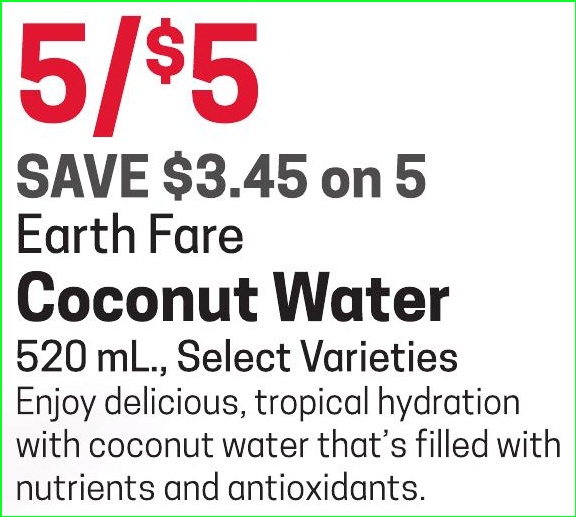 5/$5
SAVE $3.45 on 5
Earth Fare
Coconut Water
520 mL., Select Varieties
Enjoy delicious, tropical hydration
with coconut water that's filled with
nutrients and antioxidants.